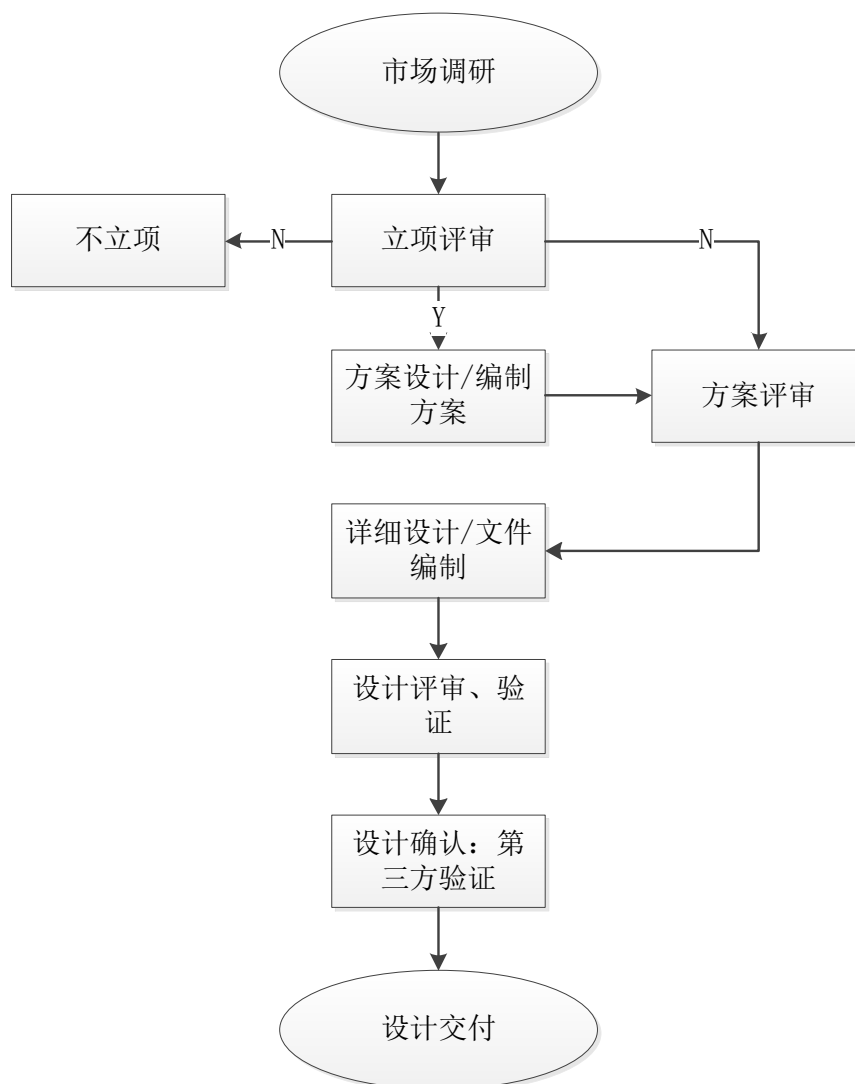 市场调研
不立项
N
立项评审
N
Y
方案设计/编制
方案
方案评审
详细设计/文件
编制
设计评审、验
证
设计确认：第
三方验证
设计交付